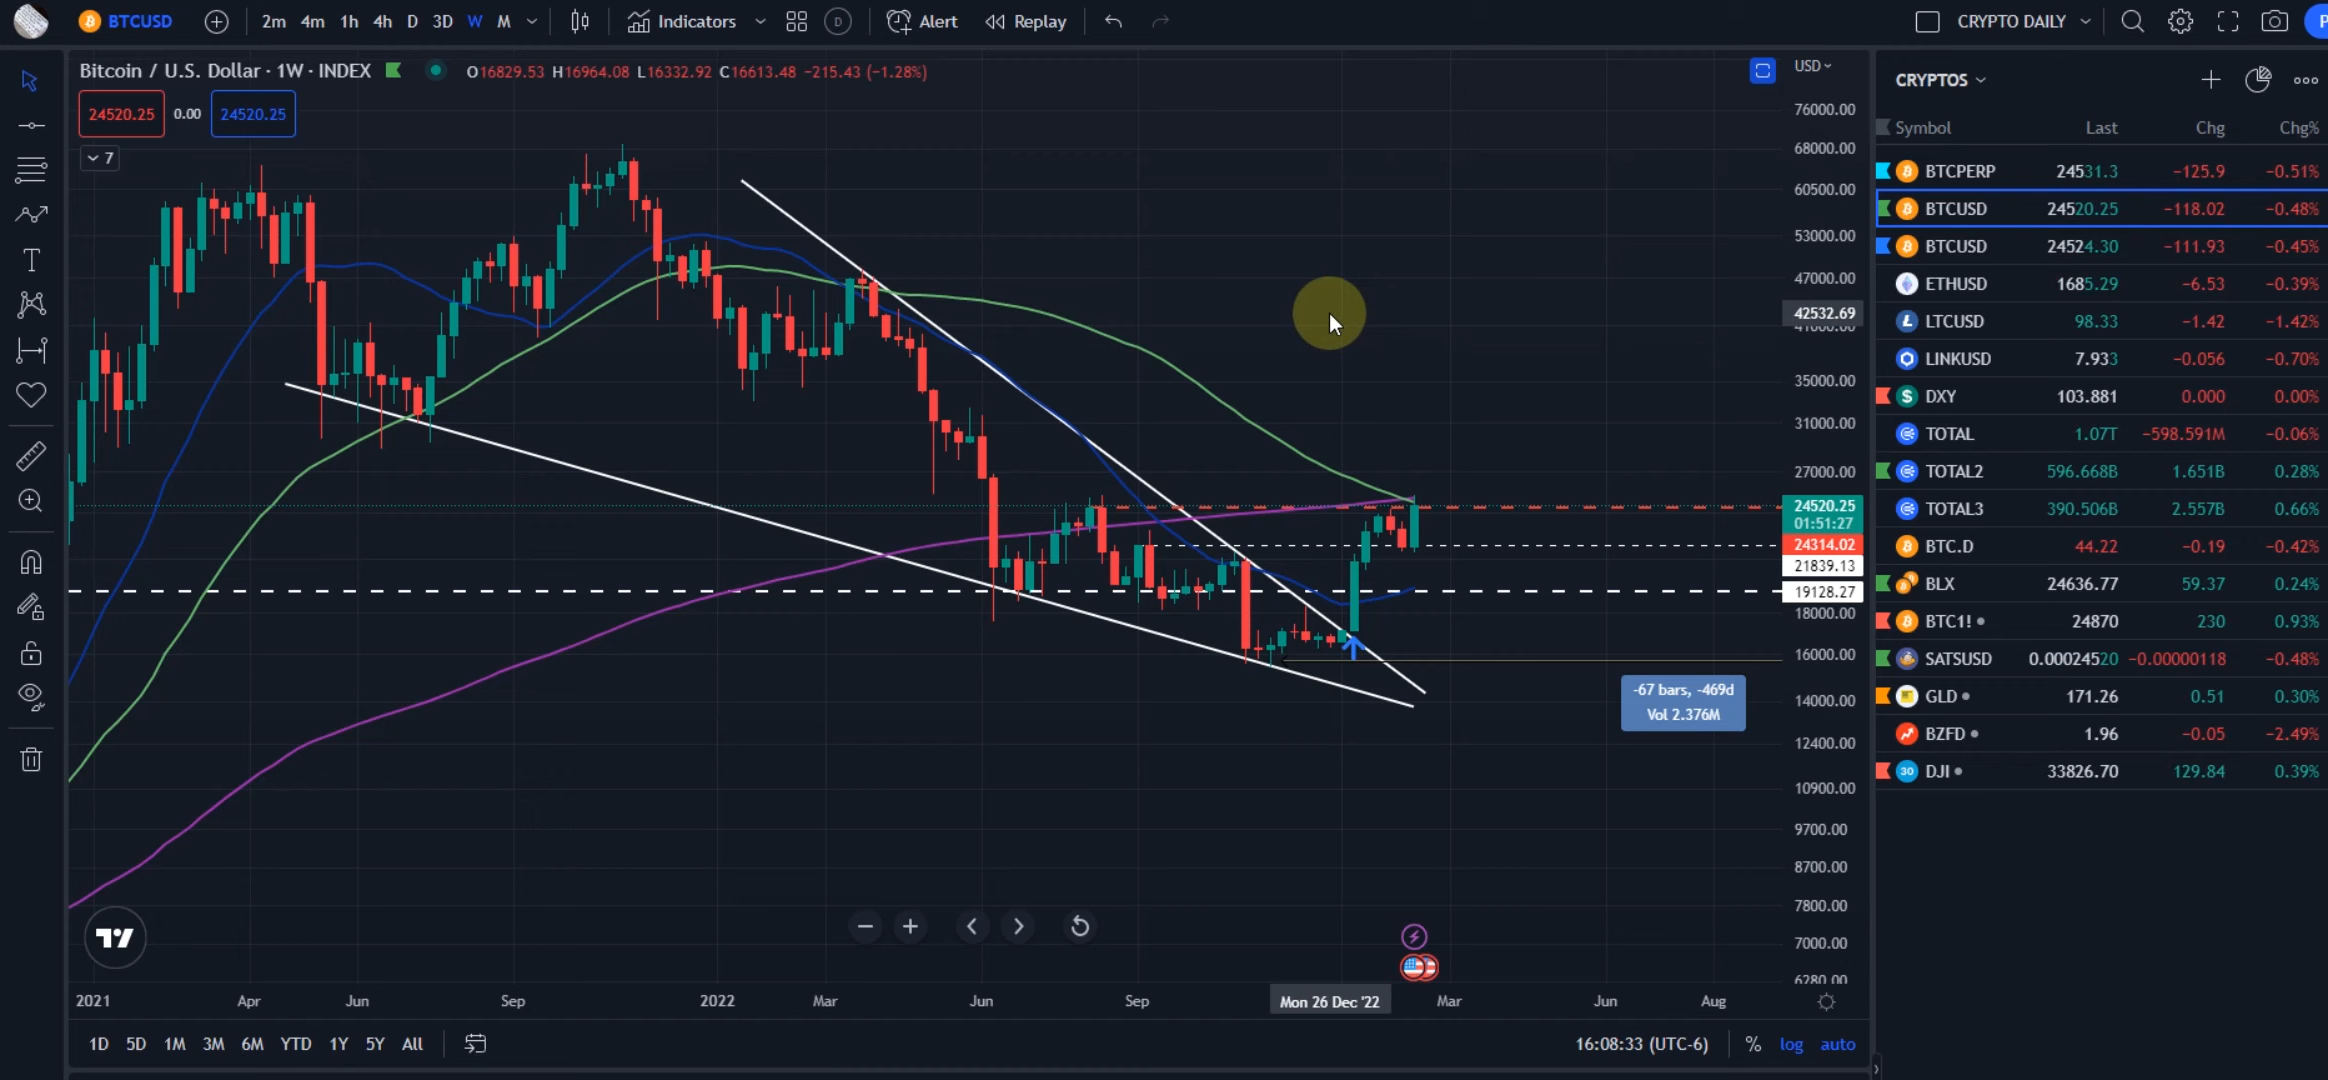 BTCUSD 2m 4m 1h 4h D 3D W M Indicators D Alert Replay CRYPTO DAILY
Bitcoin / U.S. Dollar · 1W · INDEX O16829.53 H16964.08 L16332.92 C16613.48 −215.43 (−1.28%) USD
24520.25 0.00 24520.25
7
76000.00
68000.00
60500.00
53000.00
47000.00
42532.69
35000.00
31000.00
27000.00
24520.25
01:51:27
24314.02
21839.13
19128.27
18000.00
16000.00
14000.00
12400.00
10900.00
9700.00
8700.00
7800.00
7000.00
6280.00
-67 bars, -469d
Vol 2.376M
2021 Apr Jun Sep 2022 Mar Jun Sep Mon 26 Dec '22 Mar Jun Aug
1D 5D 1M 3M 6M YTD 1Y 5Y All 16:08:33 (UTC-6) % log auto
CRYPTOS
Symbol Last Chg Chg%
BTCPERP 24531.3 −125.9 −0.51%
BTCUSD 24520.25 −118.02 −0.48%
BTCUSD 24524.30 −111.93 −0.45%
ETHUSD 1685.29 −6.53 −0.39%
LTCUSD 98.33 −1.42 −1.42%
LINKUSD 7.933 −0.056 −0.70%
DXY 103.881 0.000 0.00%
TOTAL 1.07T −598.591M −0.06%
TOTAL2 596.668B 1.651B 0.28%
TOTAL3 390.506B 2.557B 0.66%
BTC.D 44.22 −0.19 −0.42%
BLX 24636.77 59.37 0.24%
BTC1! 24870 230 0.93%
SATSUSD 0.00024520 −0.00000118 −0.48%
GLD 171.26 0.51 0.30%
BZFD 1.96 −0.05 −2.49%
30 DJI 33826.70 129.84 0.39%